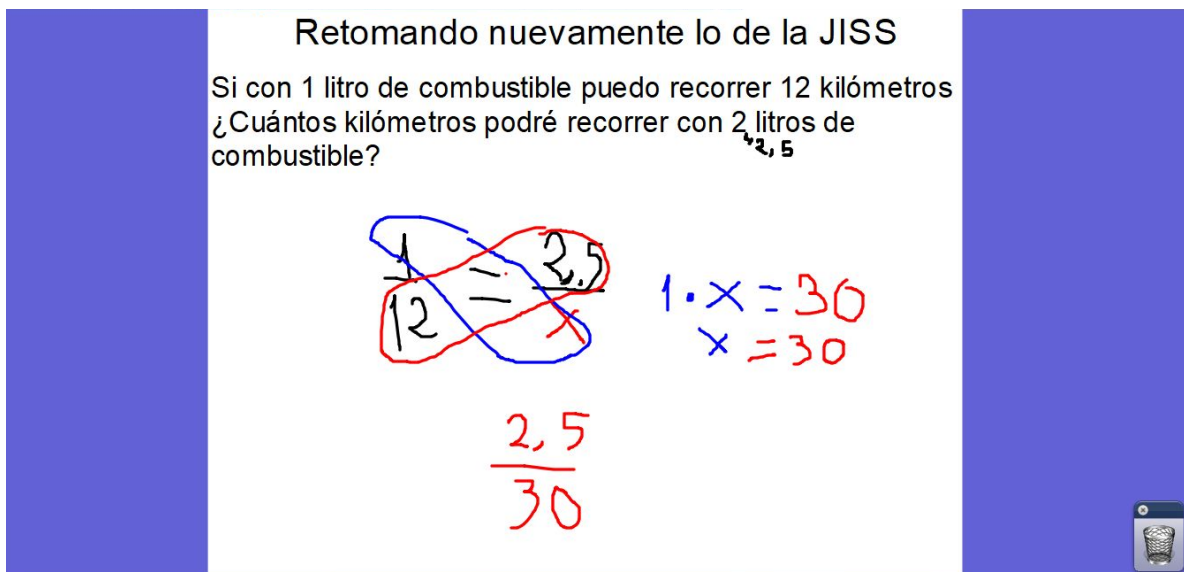 Retomando nuevamente lo de la JISS
Si con 1 litro de combustible puedo recorrer 12 kilómetros
¿Cuántos kilómetros podré recorrer con 2 litros de
2,5
combustible?
1/12 = 2,5/x
1 · x = 30
x = 30
2,5
30